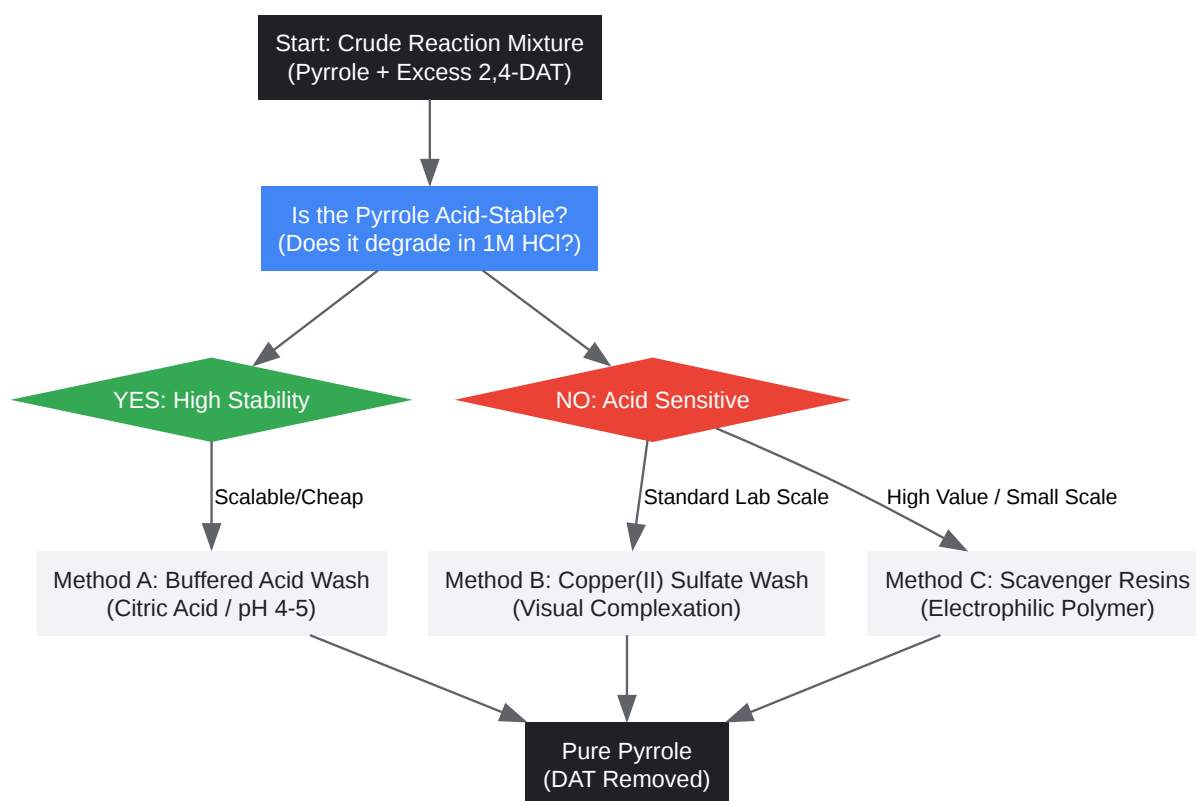 Start: Crude Reaction Mixture
(Pyrrole + Excess 2,4-DAT)
Is the Pyrrole Acid-Stable?
(Does it degrade in 1M HCl?)
YES: High Stability
NO: Acid Sensitive
Scalable/Cheap
Standard Lab Scale
High Value / Small Scale
Method A: Buffered Acid Wash
(Citric Acid / pH 4-5)
Method B: Copper(II) Sulfate Wash
(Visual Complexation)
Method C: Scavenger Resins
(Electrophilic Polymer)
Pure Pyrrole
(DAT Removed)